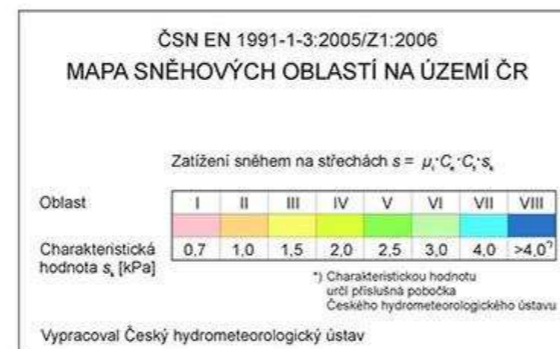 ČSN EN 1991-1-3:2005/Z1:2006
MAPA SNĚHOVÝCH OBLASTÍ NA ÚZEMÍ ČR
Zatížení sněhem na střechách s = μᵢ·Cₑ·Cₜ·sₖ
Oblast I II III IV V VI VII VIII
Charakteristická hodnota sₖ [kPa] 0,7 1,0 1,5 2,0 2,5 3,0 4,0 >4,0*)
*) Charakteristickou hodnotu
určí příslušná pobočka
Českého hydrometeorologického ústavu
Vypracoval Český hydrometeorologický ústav